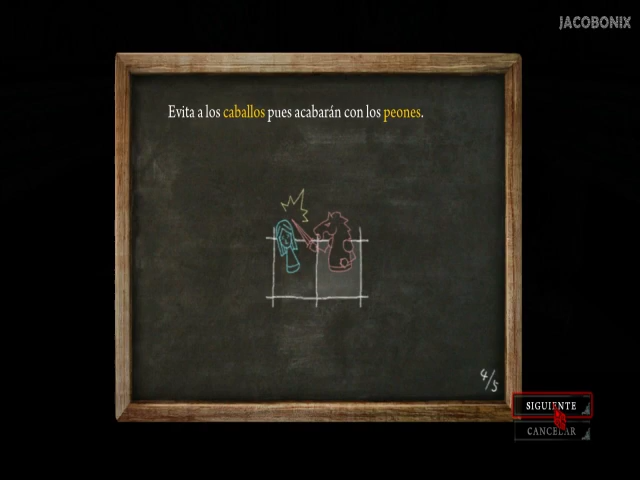 JACOBONIX
Evita a los caballos pues acabarán con los peones.
4/5
SIGUIENTE
CANCELAR